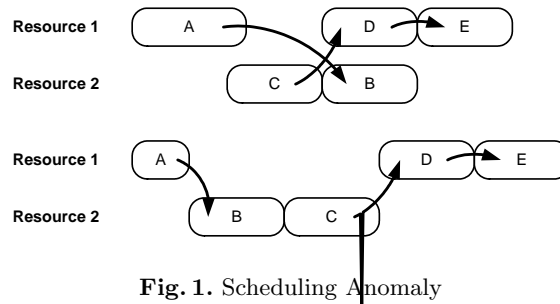 Resource 1 A D E
Resource 2 C B
Resource 1 A D E
Resource 2 B C
Fig. 1. Scheduling Anomaly